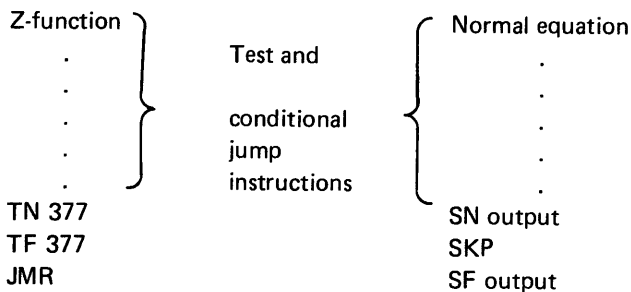 Z-function
.
.
.
.
.
TN 377
TF 377
JMR
Test and
conditional
jump
instructions
Normal equation
.
.
.
.
.
SN output
SKP
SF output